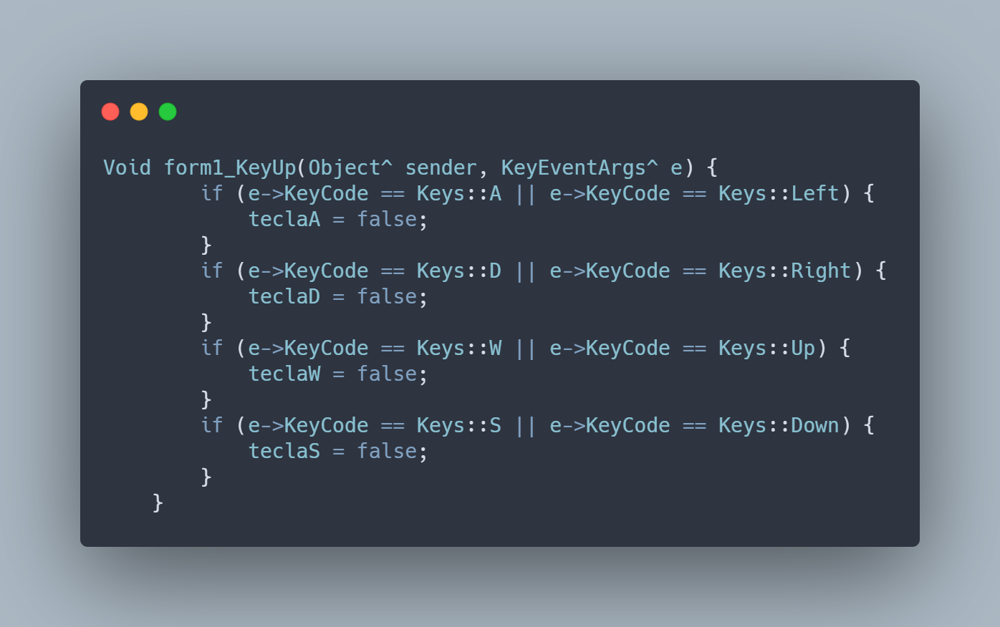 Void form1_KeyUp(Object^ sender, KeyEventArgs^ e) {
        if (e->KeyCode == Keys::A || e->KeyCode == Keys::Left) {
            teclaA = false;
        }
        if (e->KeyCode == Keys::D || e->KeyCode == Keys::Right) {
            teclaD = false;
        }
        if (e->KeyCode == Keys::W || e->KeyCode == Keys::Up) {
            teclaW = false;
        }
        if (e->KeyCode == Keys::S || e->KeyCode == Keys::Down) {
            teclaS = false;
        }
    }